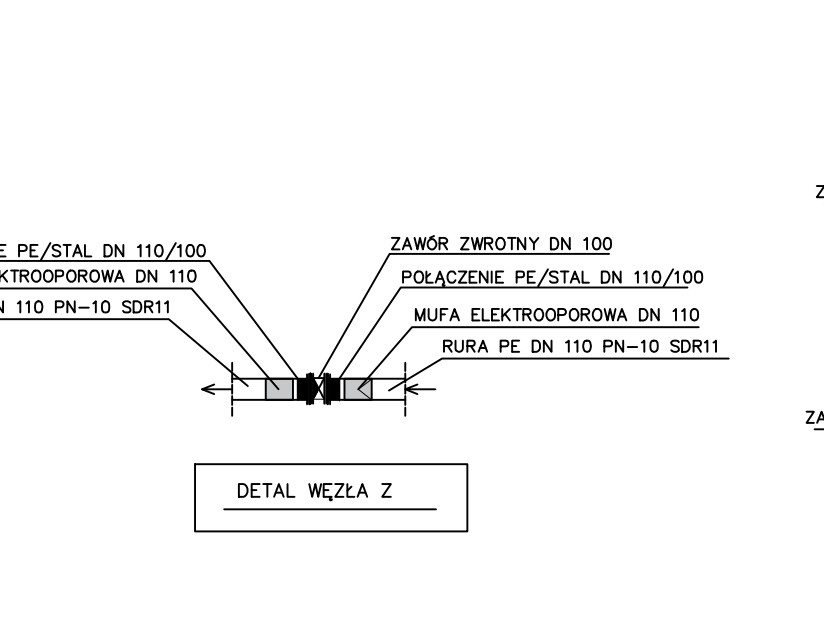 ZAWÓR ZWROTNY DN 100
E PE/STAL DN 110/100
POŁĄCZENIE PE/STAL DN 110/100
KTROOPOROWA DN 110
MUFA ELEKTROOPOROWA DN 110
N 110 PN-10 SDR11
RURA PE DN 110 PN-10 SDR11
DETAL WĘZŁA Z
Z
ZA